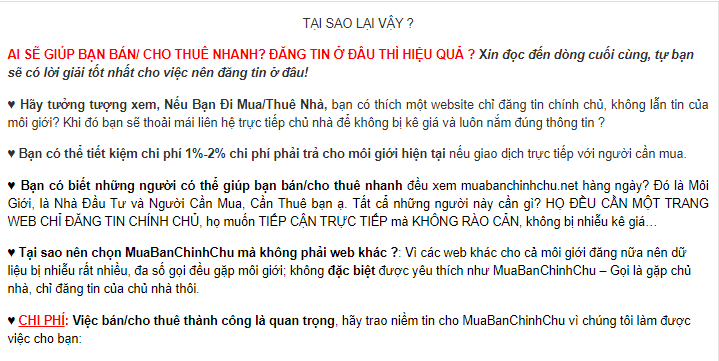 TẠI SAO LẠI VẬY ?
AI SẼ GIÚP BẠN BÁN/ CHO THUÊ NHANH? ĐĂNG TIN Ở ĐÂU THÌ HIỆU QUẢ ? Xin đọc đến dòng cuối cùng, tự bạn
sẽ có lời giải tốt nhất cho việc nên đăng tin ở đâu!
♥ Hãy tưởng tượng xem, Nếu Bạn Đi Mua/Thuê Nhà, bạn có thích một website chỉ đăng tin chính chủ, không lẫn tin của
môi giới? Khi đó bạn sẽ thoải mái liên hệ trực tiếp chủ nhà để không bị kê giá và luôn nắm đúng thông tin ?
♥ Bạn có thể tiết kiệm chi phí 1%-2% chi phí phải trả cho môi giới hiện tại nếu giao dịch trực tiếp với người cần mua.
♥ Bạn có biết những người có thể giúp bạn bán/cho thuê nhanh đều xem muabanchinhchu.net hàng ngày? Đó là Môi
Giới, là Nhà Đầu Tư và Người Cần Mua, Cần Thuê bạn ạ. Tất cả những người này cần gì? HỌ ĐỀU CẦN MỘT TRANG
WEB CHỈ ĐĂNG TIN CHÍNH CHỦ, họ muốn TIẾP CẬN TRỰC TIẾP mà KHÔNG RÀO CẢN, không bị nhiễu kê giá…
♥ Tại sao nên chọn MuaBanChinhChu mà không phải web khác ?: Vì các web khác cho cả môi giới đăng nữa nên dữ
liệu bị nhiễu rất nhiều, đa số gọi đều gặp môi giới; không đặc biệt được yêu thích như MuaBanChinhChu – Gọi là gặp chủ
nhà, chỉ đăng tin của chủ nhà thôi.
♥ CHI PHÍ: Việc bán/cho thuê thành công là quan trọng, hãy trao niềm tin cho MuaBanChinhChu vì chúng tôi làm được
việc cho bạn: